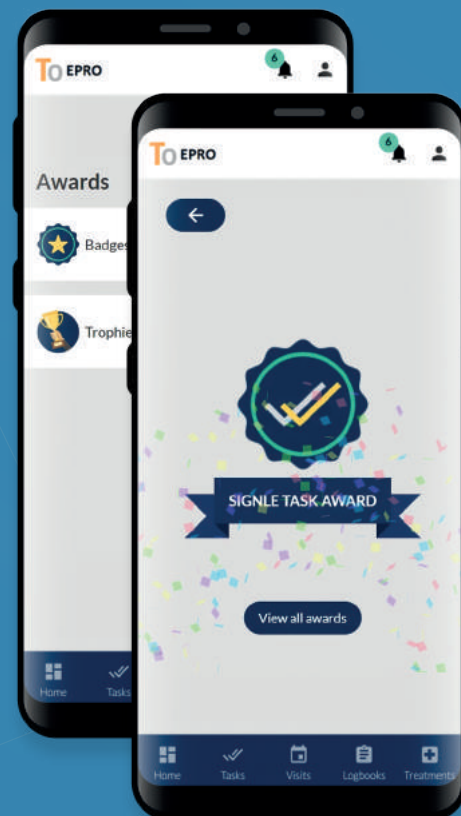 TO EPRO
6
Awards
Badges
Trophie
Home
Tasks
TO EPRO
6
SIGNLE TASK AWARD
View all awards
Home
Tasks
Visits
Logbooks
Treatments